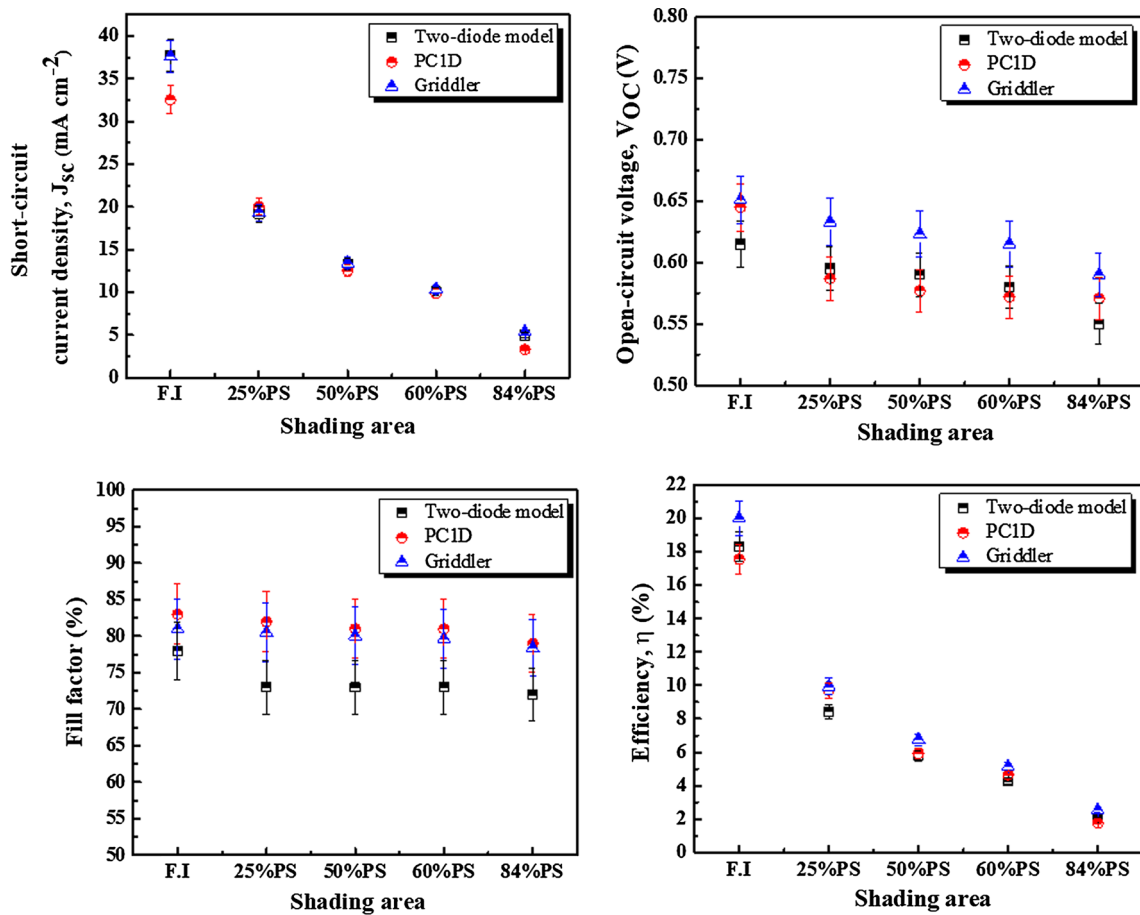 Short-circuit
current density, JSC (mA cm−2)
40
35
30
25
20
15
10
5
0
Two-diode model
PC1D
Griddler
F.I 25%PS 50%PS 60%PS 84%PS
Shading area
Open-circuit voltage, VOC (V)
0.80
0.75
0.70
0.65
0.60
0.55
0.50
Two-diode model
PC1D
Griddler
F.I 25%PS 50%PS 60%PS 84%PS
Shading area
Fill factor (%)
100
95
90
85
80
75
70
65
60
55
50
Two-diode model
PC1D
Griddler
F.I 25%PS 50%PS 60%PS 84%PS
Shading area
Efficiency, η (%)
22
20
18
16
14
12
10
8
6
4
2
0
Two-diode model
PC1D
Griddler
F.I 25%PS 50%PS 60%PS 84%PS
Shading area